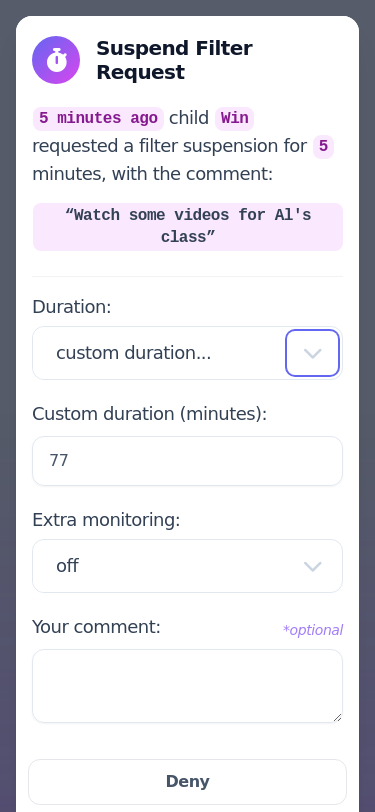 Suspend Filter
Request
5 minutes ago child Win
requested a filter suspension for 5
minutes, with the comment:
“Watch some videos for Al's
class”
Duration:
custom duration...
Custom duration (minutes):
77
Extra monitoring:
off
Your comment: *optional
Deny